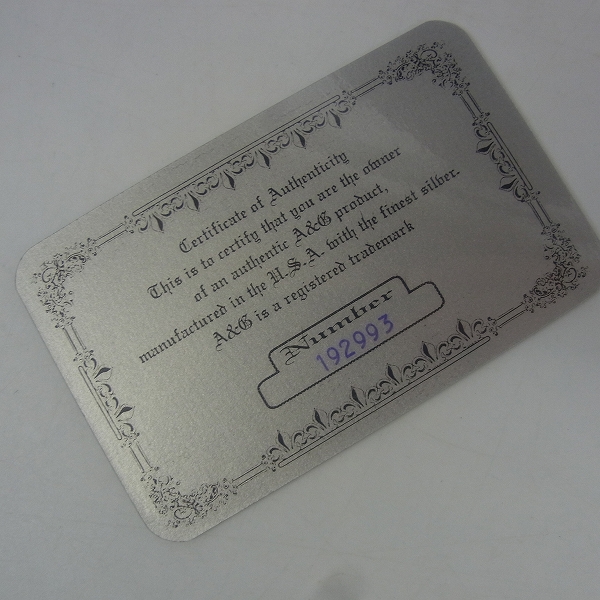 Certificate of Authenticity
This is to certify that you are the owner
of an authentic A&G product,
manufactured in the U.S.A. with the finest silver.
A&G is a registered trademark
Number
192993